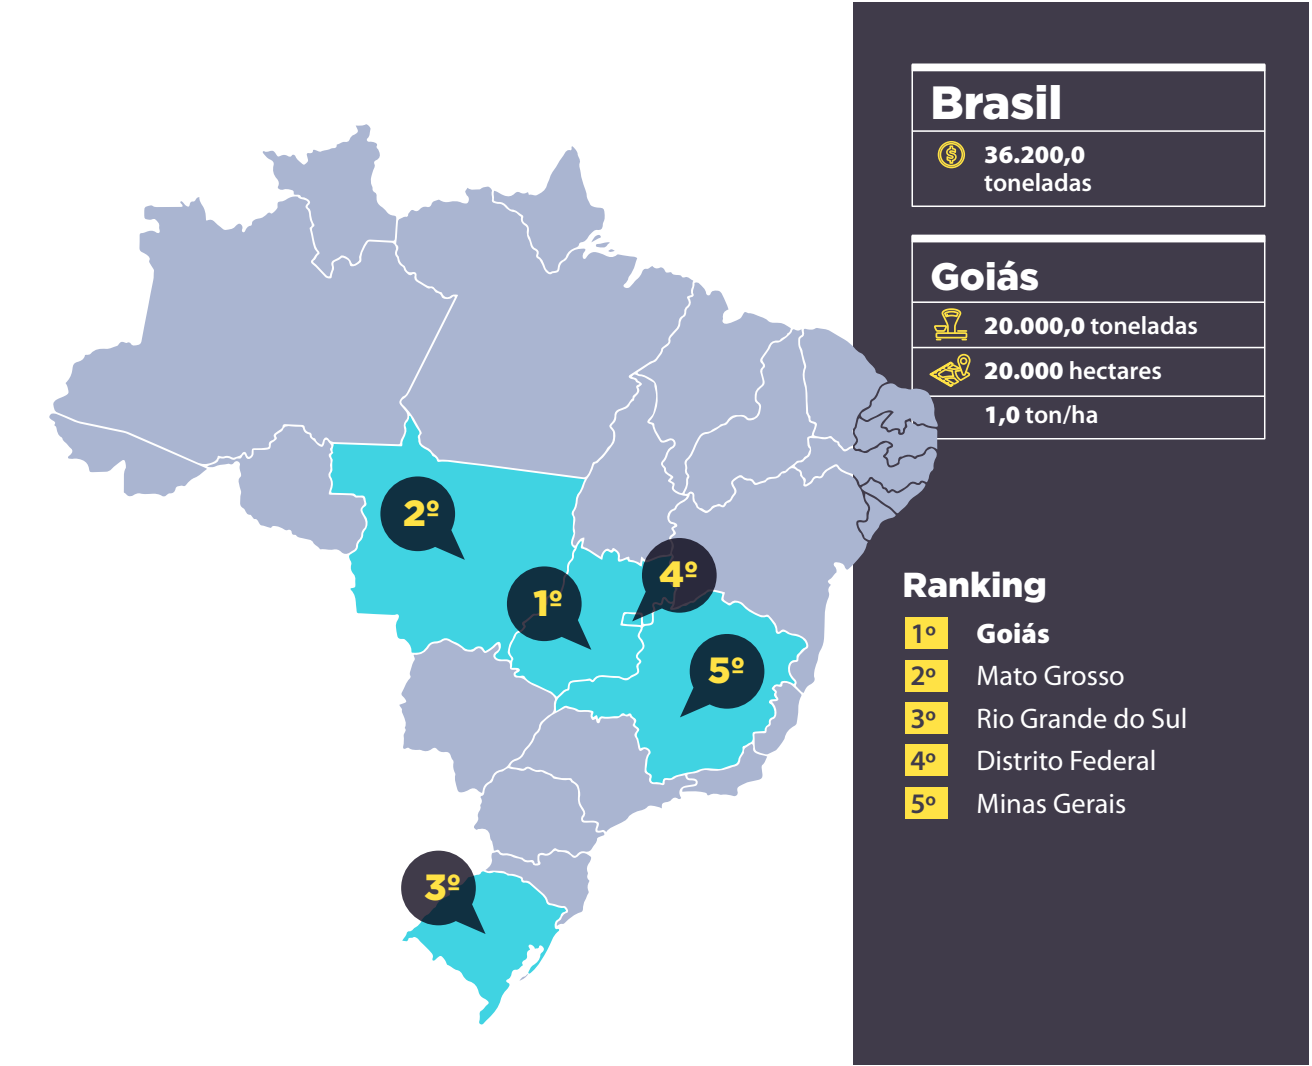 Brasil
36.200,0
toneladas
Goiás
20.000,0 toneladas
20.000 hectares
1,0 ton/ha
2º
1º
4º
5º
3º
Ranking
1º Goiás
2º Mato Grosso
3º Rio Grande do Sul
4º Distrito Federal
5º Minas Gerais